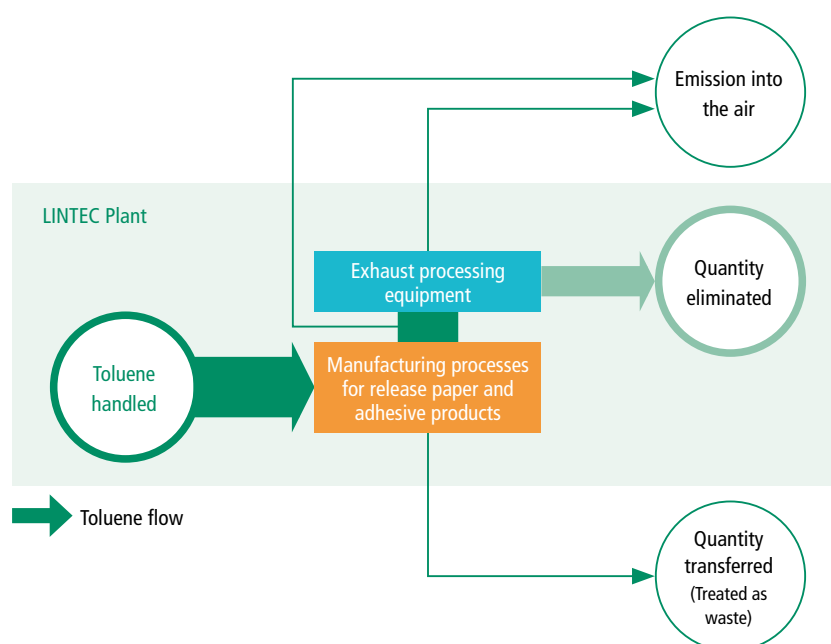 Emission into
the air
LINTEC Plant
Exhaust processing
equipment
Quantity
eliminated
Toluene
handled
Manufacturing processes
for release paper and
adhesive products
Toluene flow
Quantity
transferred
(Treated as
waste)